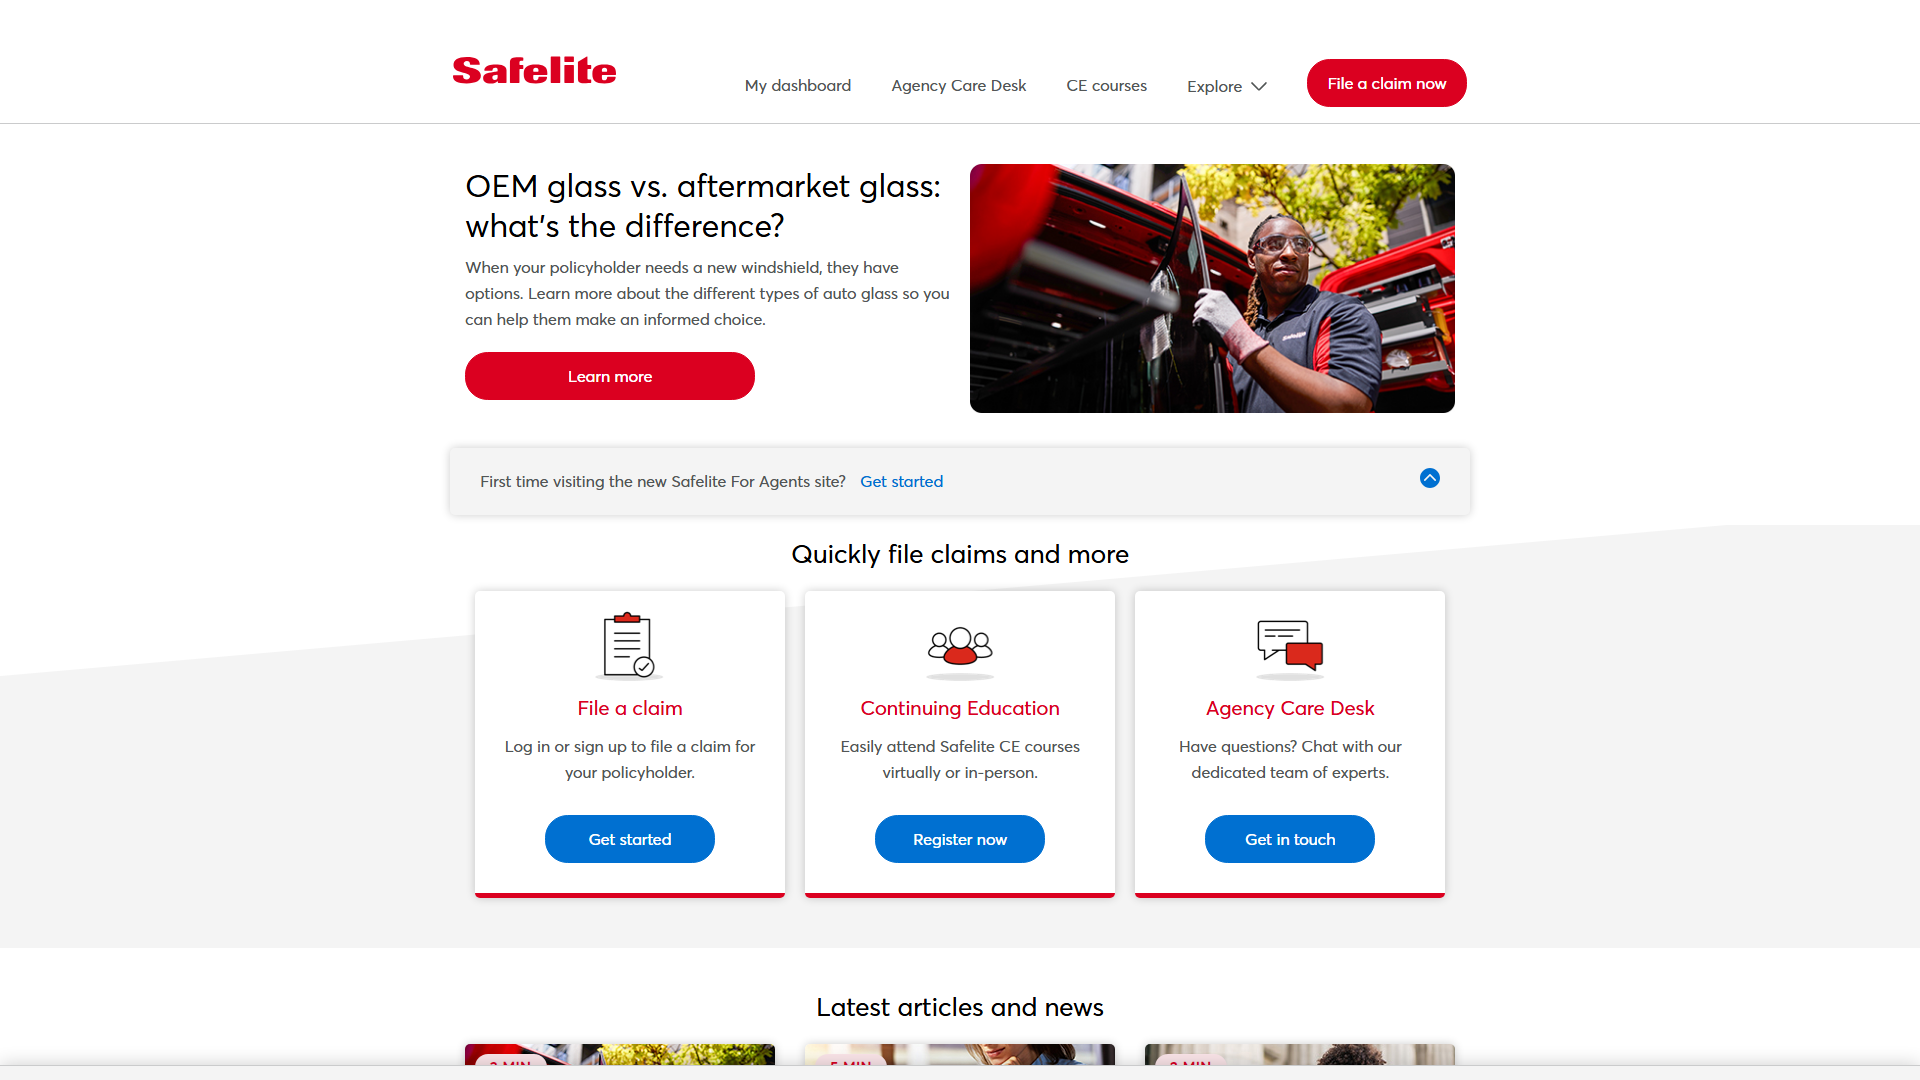 Safelite
My dashboard
Agency Care Desk
CE courses
Explore
File a claim now
OEM glass vs. aftermarket glass:
what's the difference?
When your policyholder needs a new windshield, they have
options. Learn more about the different types of auto glass so you
can help them make an informed choice.
Learn more
Safelite
First time visiting the new Safelite For Agents site? Get started
Quickly file claims and more
File a claim
Log in or sign up to file a claim for
your policyholder.
Get started
Continuing Education
Easily attend Safelite CE courses
virtually or in-person.
Register now
Agency Care Desk
Have questions? Chat with our
dedicated team of experts.
Get in touch
Latest articles and news